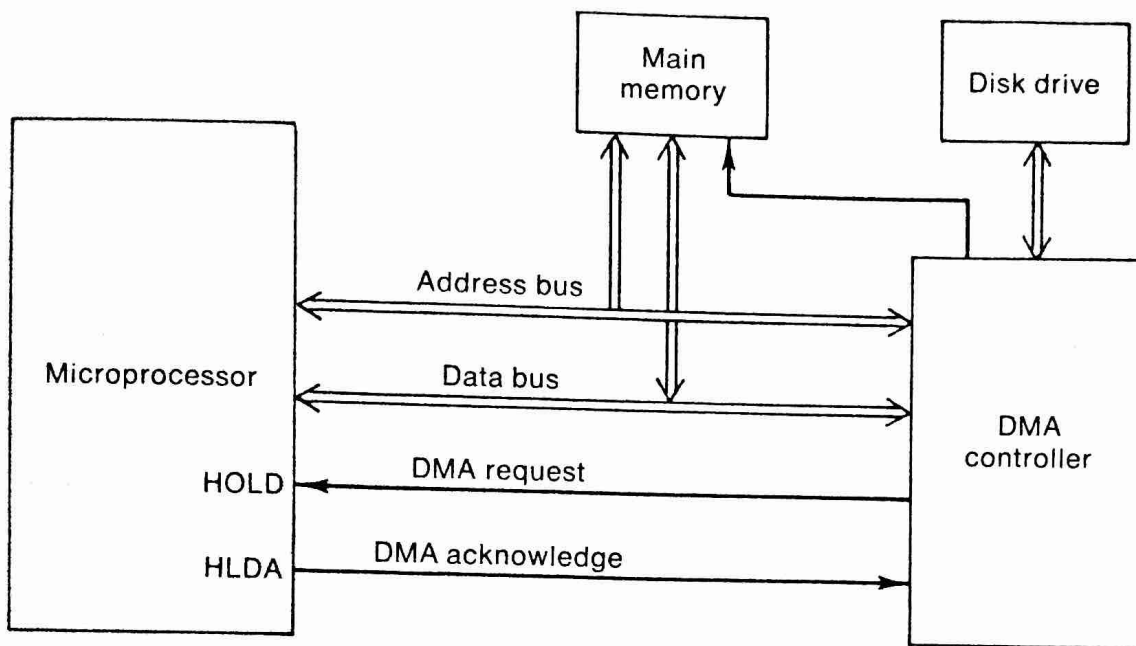 Main
memory
Disk drive
Address bus
Microprocessor
Data bus
DMA
controller
HOLD
DMA request
HLDA
DMA acknowledge